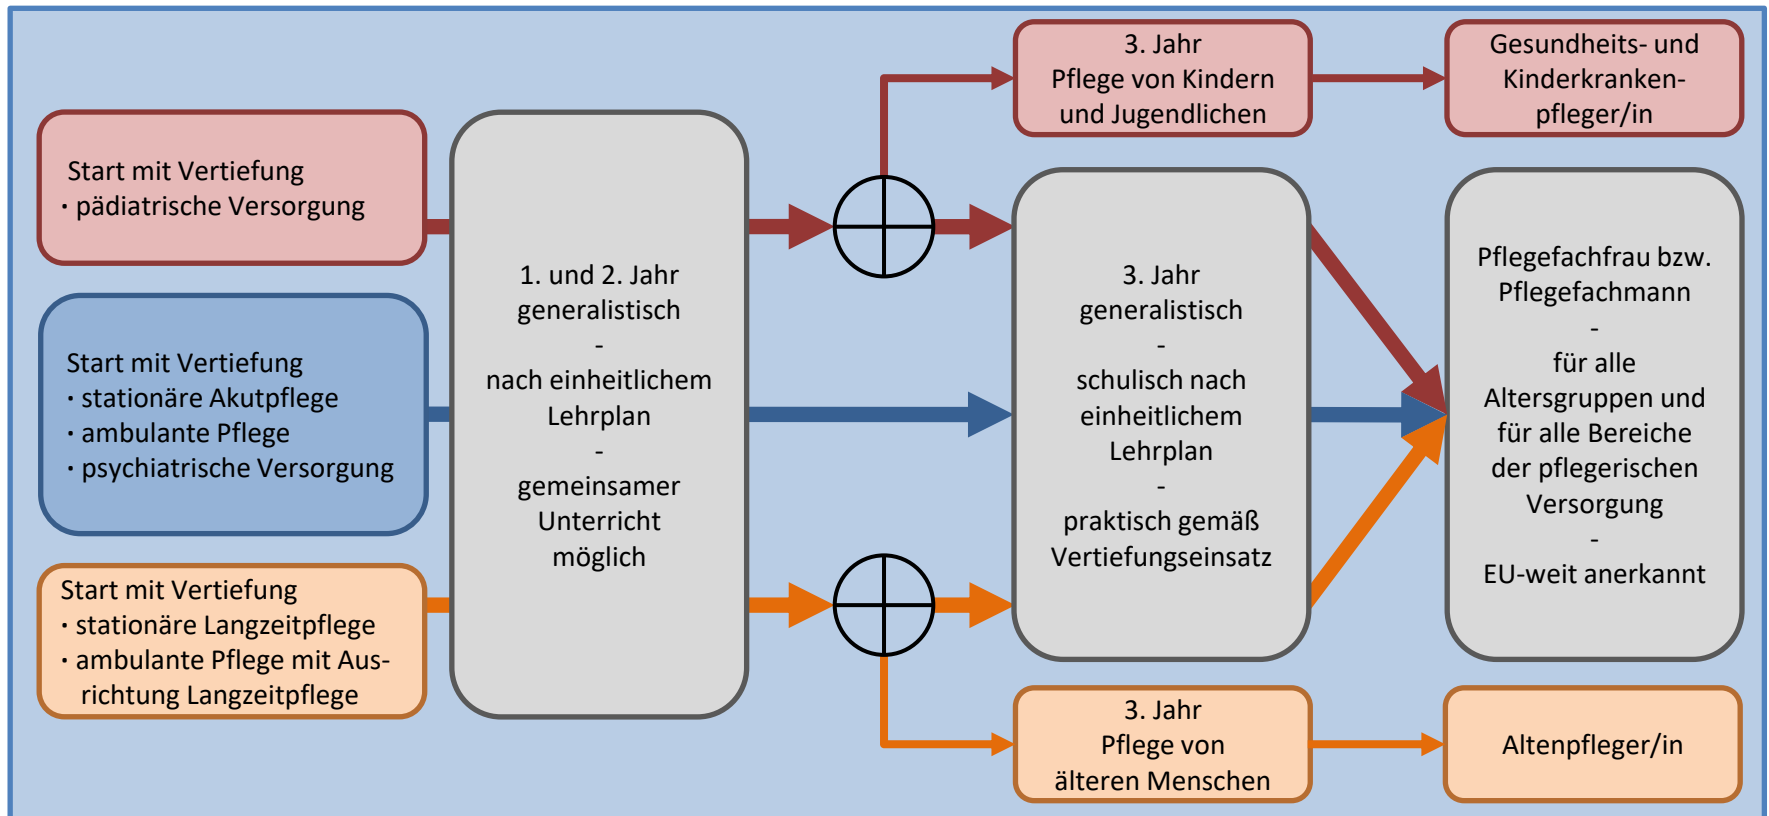 Start mit Vertiefung
· pädiatrische Versorgung
Start mit Vertiefung
· stationäre Akutpflege
· ambulante Pflege
· psychiatrische Versorgung
Start mit Vertiefung
· stationäre Langzeitpflege
· ambulante Pflege mit Aus-
richtung Langzeitpflege
1. und 2. Jahr
generalistisch
-
nach einheitlichem
Lehrplan
-
gemeinsamer
Unterricht
möglich
3. Jahr
Pflege von Kindern
und Jugendlichen
3. Jahr
generalistisch
-
schulisch nach
einheitlichem
Lehrplan
-
praktisch gemäß
Vertiefungseinsatz
3. Jahr
Pflege von
älteren Menschen
Gesundheits- und
Kinderkranken-
pfleger/in
Pflegefachfrau bzw.
Pflegefachmann
-
für alle
Altersgruppen und
für alle Bereiche
der pflegerischen
Versorgung
-
EU-weit anerkannt
Altenpfleger/in